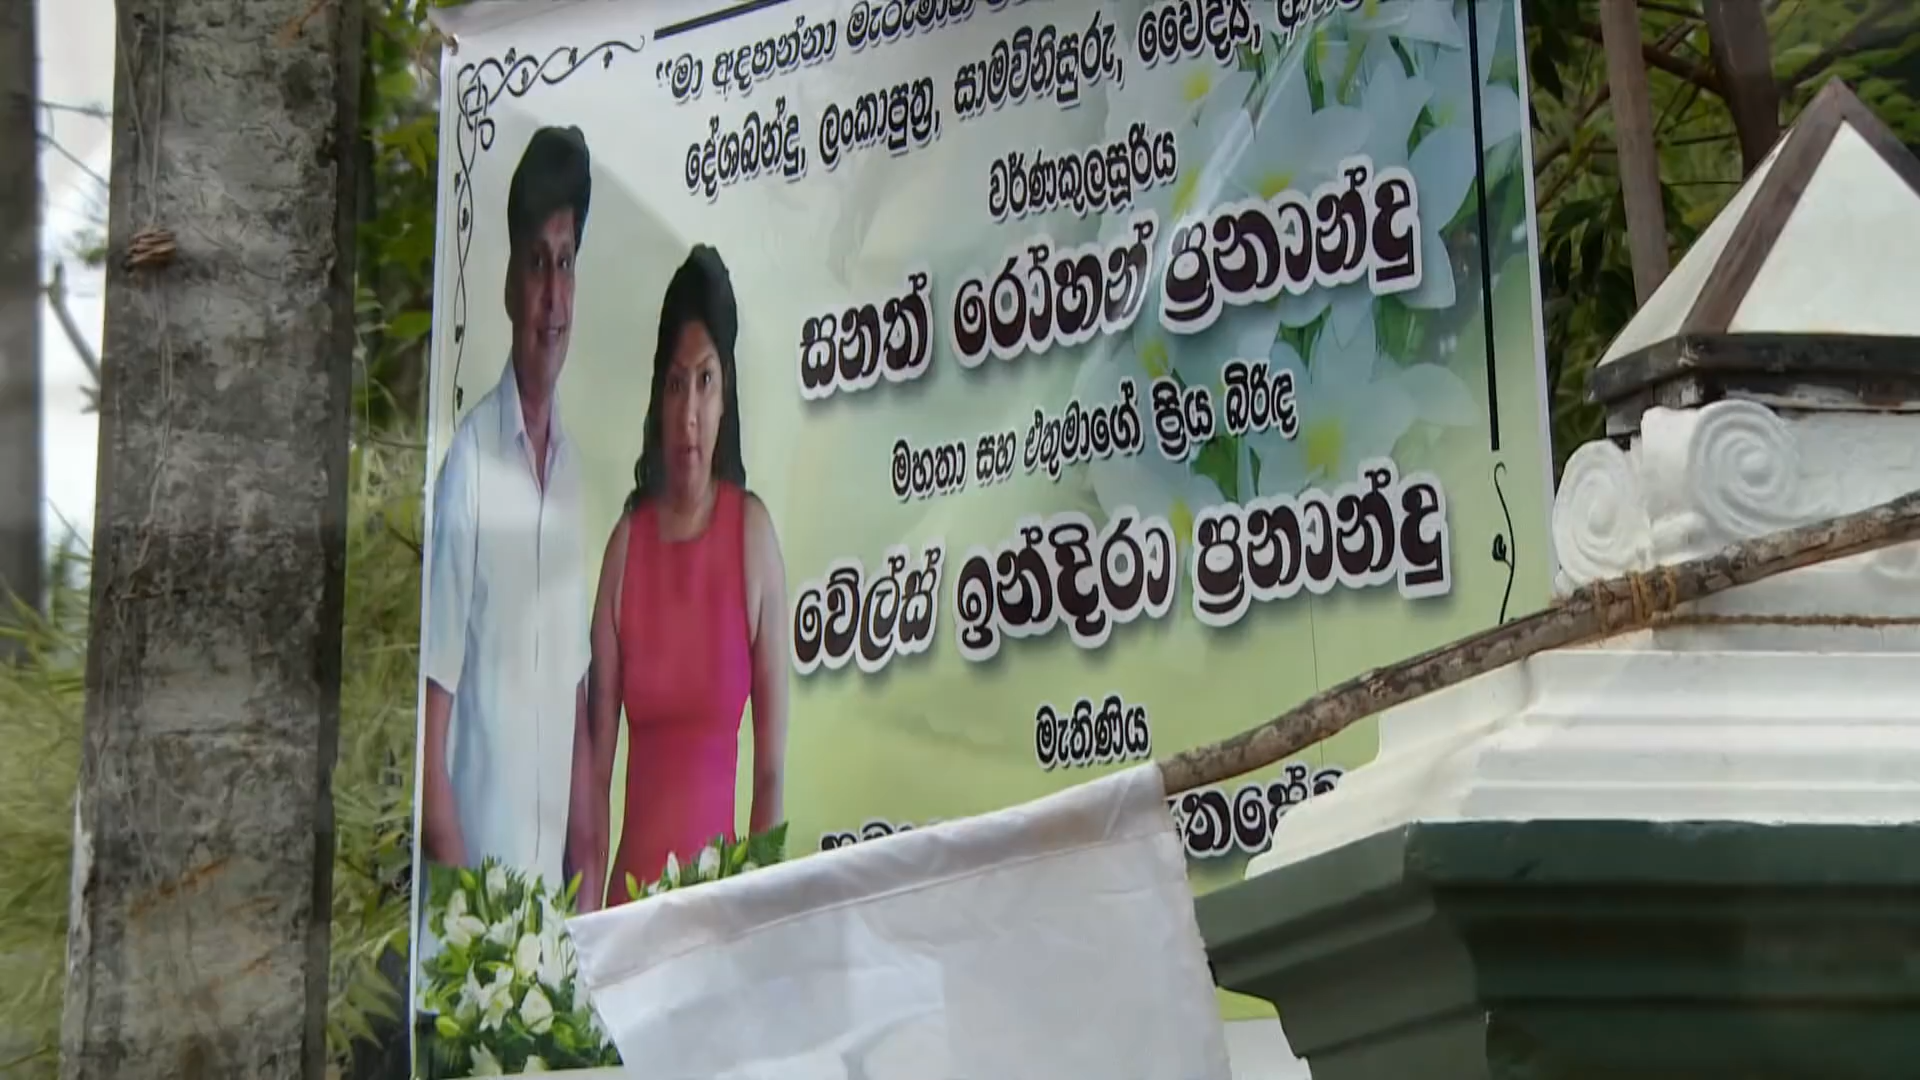 "මා අදහන්නා මැරුමාන
දේශබන්දු, ලංකාපුත්‍ර, සාමවිනිසුරු, වෛද්‍ය,
වර්ණකුලසූරිය
සනත් රෝහන් ප්‍රනාන්දු
මහතා සහ එතුමාගේ ප්‍රිය බිරිඳ
වේල්ස් ඉන්දිරා ප්‍රනාන්දු
මැතිණිය